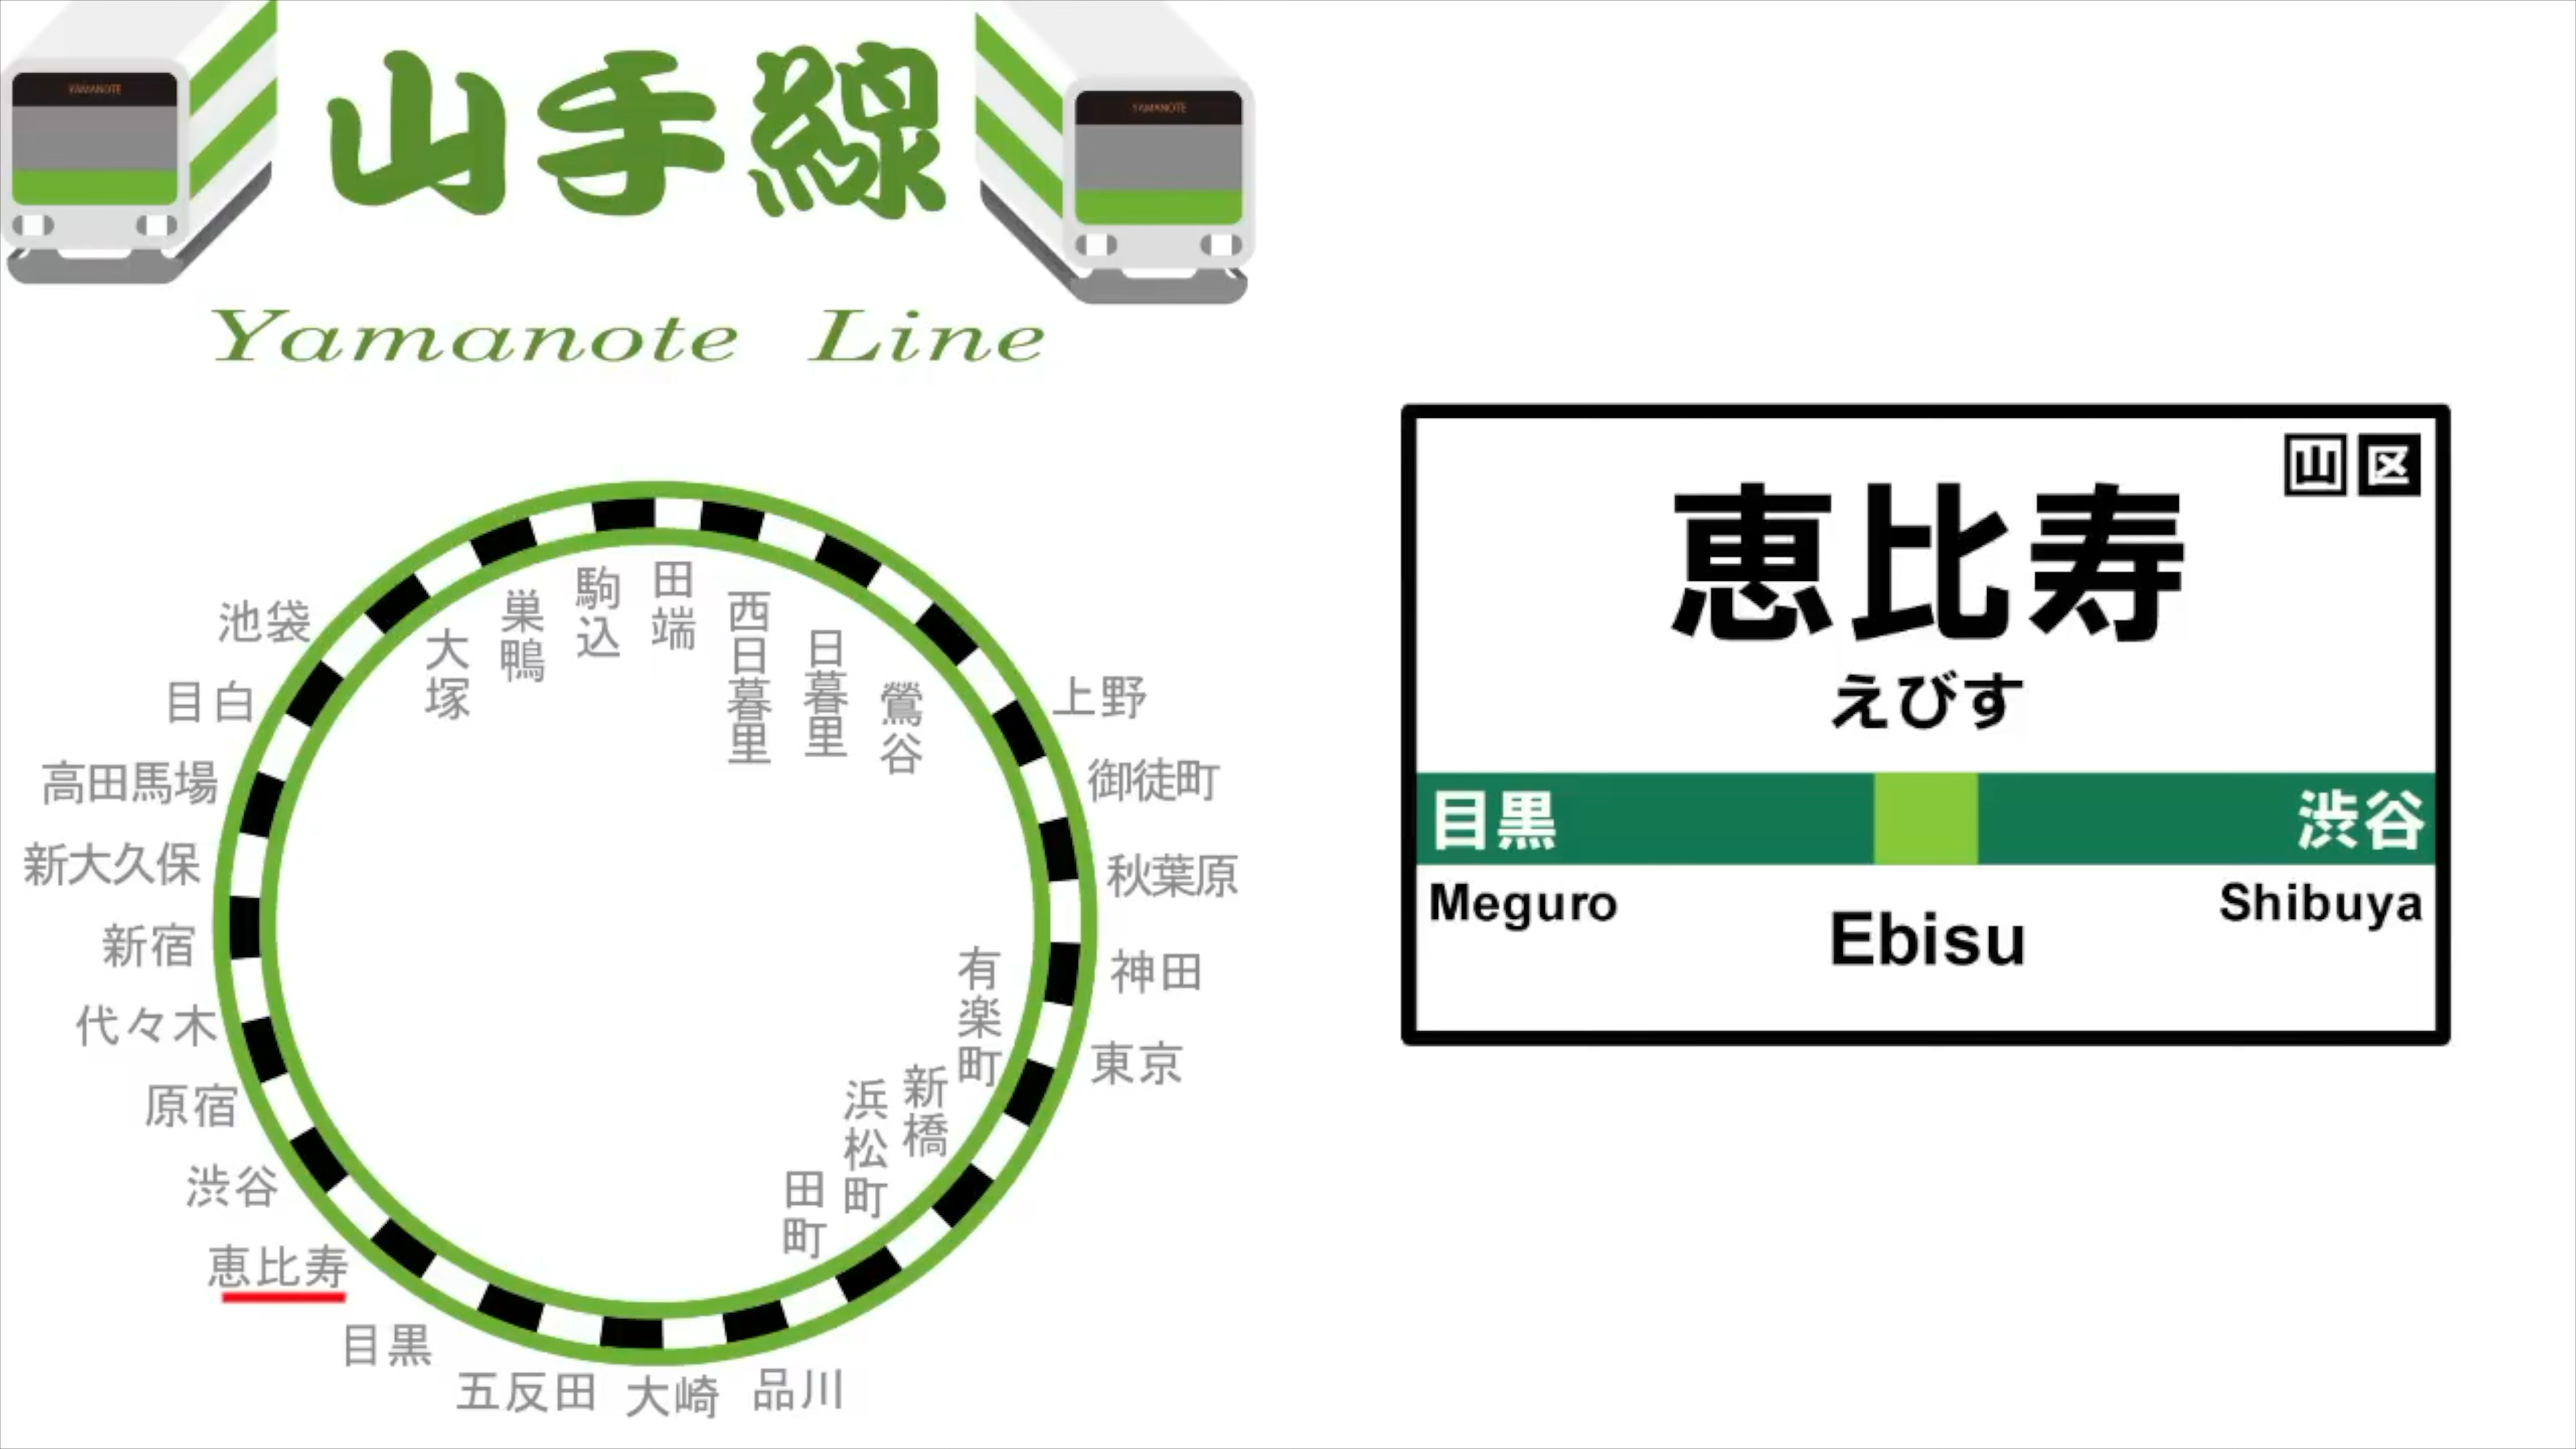 YAMANOTE
山手線
YAMANOTE
Yamanote Line
池袋
目白
高田馬場
新大久保
新宿
代々木
原宿
渋谷
恵比寿
目黒
五反田
大崎
品川
大塚
巣鴨
駒込
田端
西日暮里
日暮里
鶯谷
上野
御徒町
秋葉原
神田
東京
有楽町
新橋
浜松町
田町
山区
恵比寿
えびす
目黒
渋谷
Meguro
Ebisu
Shibuya